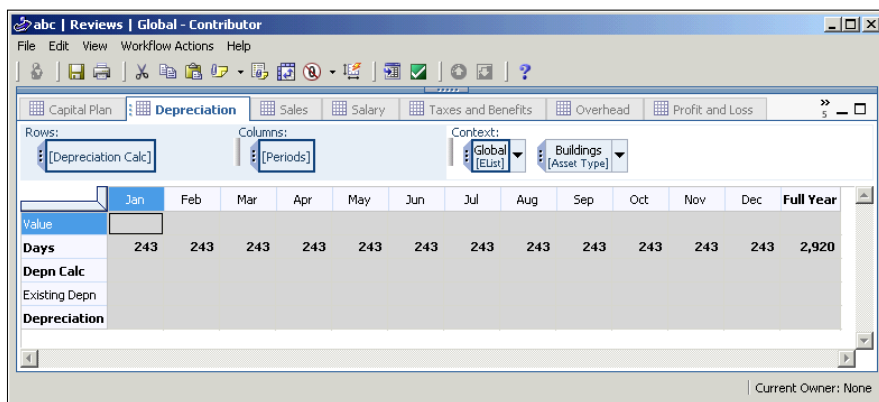 abc | Reviews | Global - Contributor
File Edit View Workflow Actions Help
Capital Plan Depreciation Sales Salary Taxes and Benefits Overhead Profit and Loss » 5
Rows: Columns: Context:
[Depreciation Calc] [Periods] Global [EList] Buildings [Asset Type]
Jan Feb Mar Apr May Jun Jul Aug Sep Oct Nov Dec Full Year
Value
Days 243 243 243 243 243 243 243 243 243 243 243 243 2,920
Depn Calc
Existing Depn
Depreciation
Current Owner: None